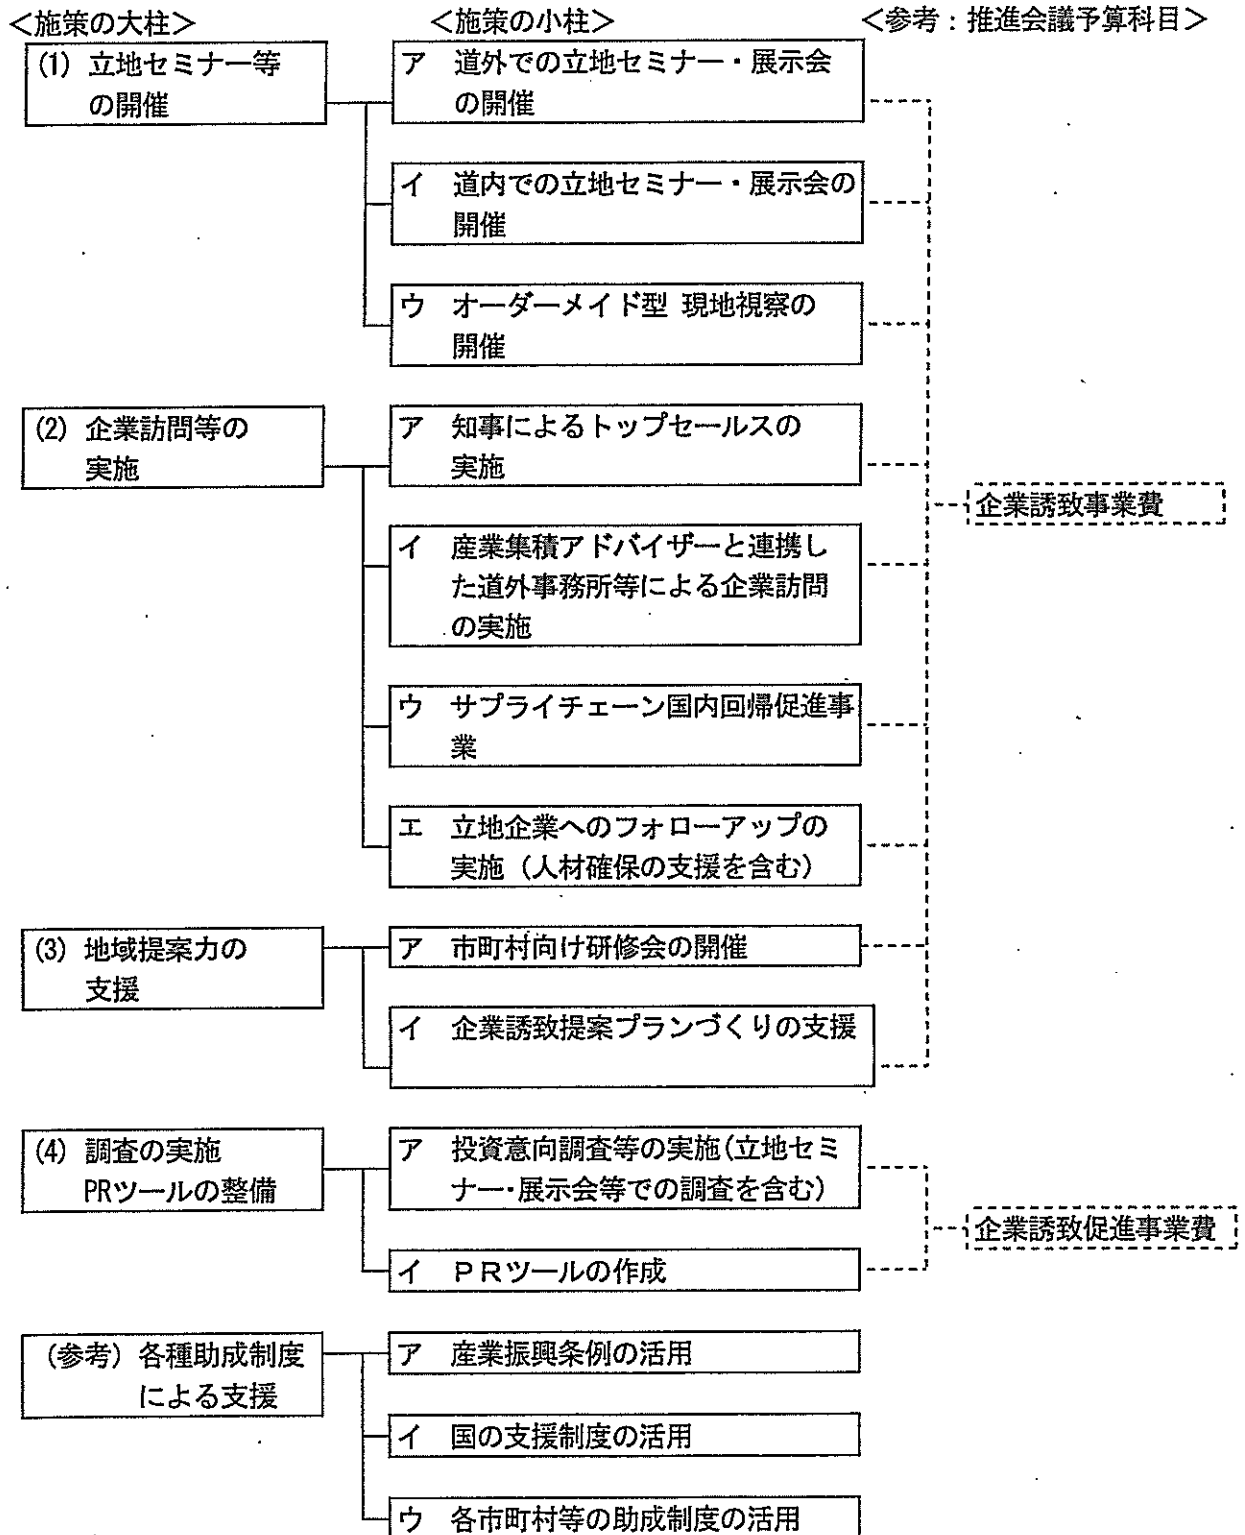 <施策の大柱>
<施策の小柱>
<参考：推進会議予算科目>
(1) 立地セミナー等
の開催
ア 道外での立地セミナー・展示会
の開催
イ 道内での立地セミナー・展示会の
開催
ウ オーダーメイド型 現地視察の
開催
(2) 企業訪問等の
実施
ア 知事によるトップセールスの
実施
イ 産業集積アドバイザーと連携し
た道外事務所等による企業訪問
の実施
ウ サプライチェーン国内回帰促進事
業
エ 立地企業へのフォローアップの
実施（人材確保の支援を含む）
企業誘致事業費
(3) 地域提案力の
支援
ア 市町村向け研修会の開催
イ 企業誘致提案プランづくりの支援
(4) 調査の実施
PRツールの整備
ア 投資意向調査等の実施(立地セミ
ナー・展示会等での調査を含む)
イ ＰＲツールの作成
企業誘致促進事業費
(参考) 各種助成制度
による支援
ア 産業振興条例の活用
イ 国の支援制度の活用
ウ 各市町村等の助成制度の活用